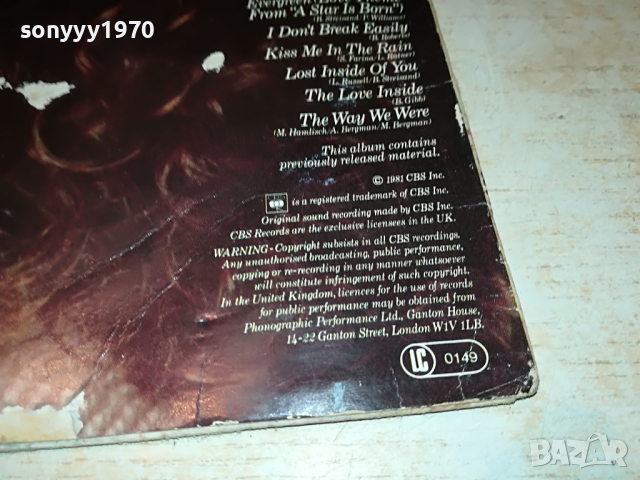 sonyyy1970
Evergreen (Love Theme
From 'A Star Is Born')
(B. Streisand/P. Williams)
I Don't Break Easily
(B. Roberts)
Kiss Me In The Rain
(S. Farina/L. Ratner)
Lost Inside Of You
(L. Russell/B. Streisand)
The Love Inside
(B. Gibb)
The Way We Were
(M. Hamlisch/A. Bergman/M. Bergman)
This album contains
previously released material.
© 1981 CBS Inc.
is a registered trademark of CBS Inc.
Original sound recording made by CBS Inc.
CBS Records are the exclusive licensees in the UK.
WARNING - Copyright subsists in all CBS recordings.
Any unauthorised broadcasting, public performance,
copying or re-recording in any manner whatsoever
will constitute infringement of such copyright.
In the United Kingdom, licences for the use of records
for public performance may be obtained from
Phonographic Performance Ltd., Ganton House,
14-22 Ganton Street, London W1V 1LB.
LC 0149
BAZAR